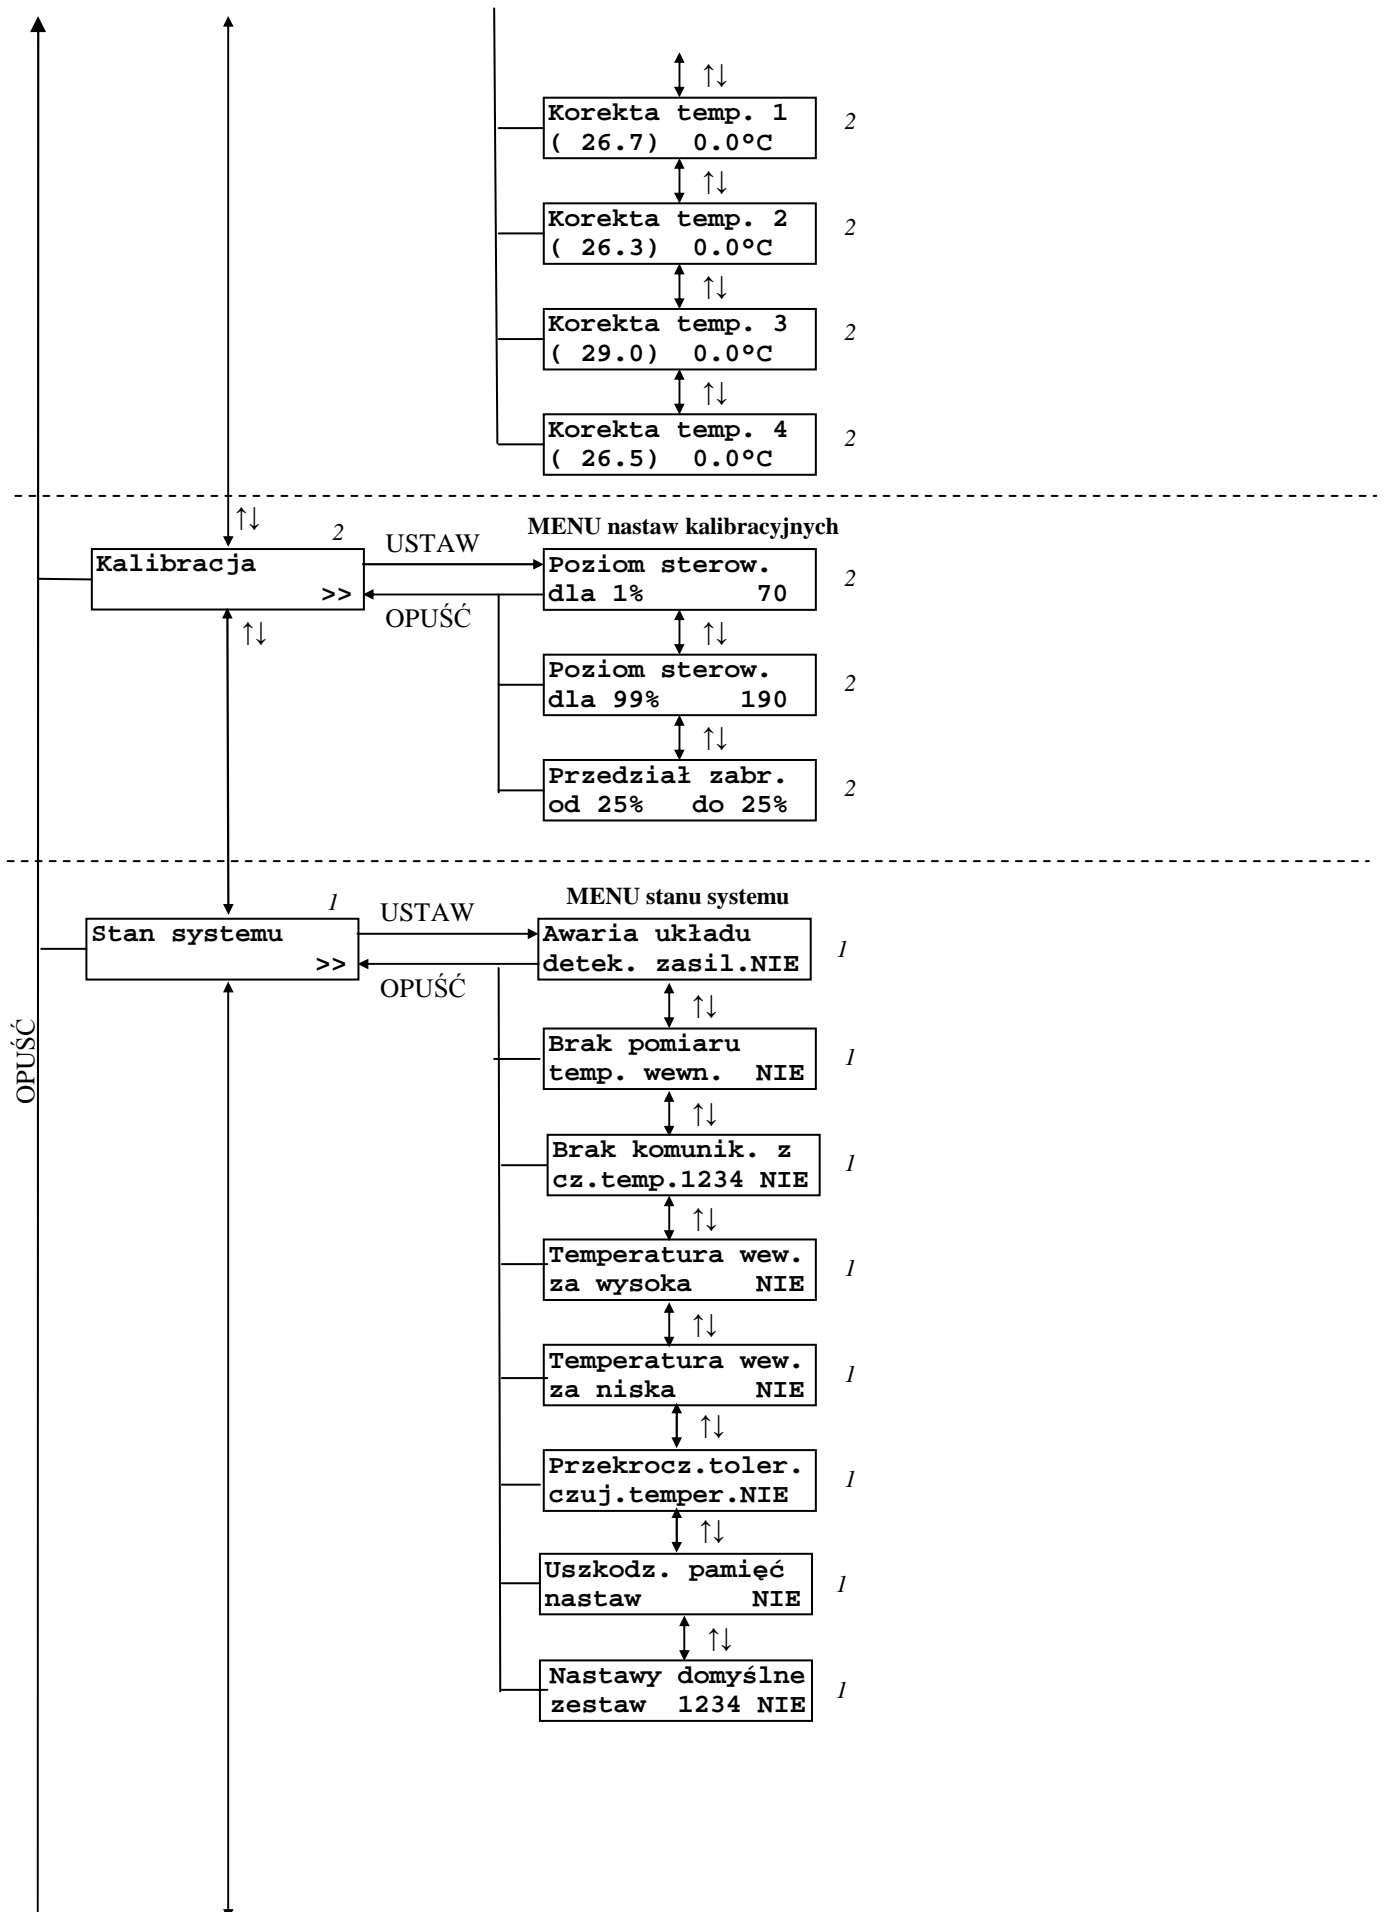 ↑↓
Korekta temp. 1
( 26.7) 0.0°C
2
↑↓
Korekta temp. 2
( 26.3) 0.0°C
2
↑↓
Korekta temp. 3
( 29.0) 0.0°C
2
↑↓
Korekta temp. 4
( 26.5) 0.0°C
2
↑↓
2
Kalibracja
>>
USTAW
OPUŚĆ
↑↓
MENU nastaw kalibracyjnych
Poziom sterow.
dla 1% 70
2
↑↓
Poziom sterow.
dla 99% 190
2
↑↓
Przedział zabr.
od 25% do 25%
2
1
Stan systemu
>>
USTAW
OPUŚĆ
MENU stanu systemu
Awaria układu
detek. zasil.NIE
1
↑↓
Brak pomiaru
temp. wewn. NIE
1
↑↓
Brak komunik. z
cz.temp.1234 NIE
1
↑↓
Temperatura wew.
za wysoka NIE
1
↑↓
Temperatura wew.
za niska NIE
1
↑↓
Przekrocz.toler.
czuj.temper.NIE
1
↑↓
Uszkodz. pamięć
nastaw NIE
1
↑↓
Nastawy domyślne
zestaw 1234 NIE
1
OPUŚĆ